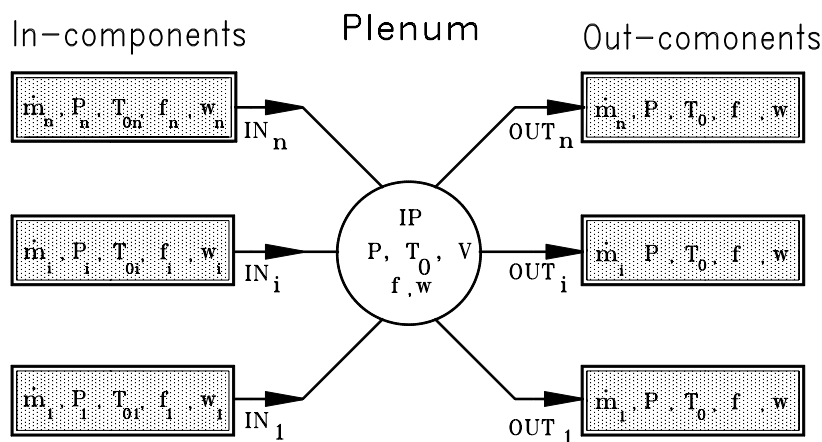 In-components Plenum Out-comonents
ṁn, Pn, T0n, fn, wn
INn
OUTn
ṁn, P, T0, f, w
IP
P, T0, V
f, w
ṁi, Pi, T0i, fi, wi
INi
OUTi
ṁi, P, T0, f, w
ṁ1, P1, T01, f1, w1
IN1
OUT1
ṁ1, P, T0, f, w